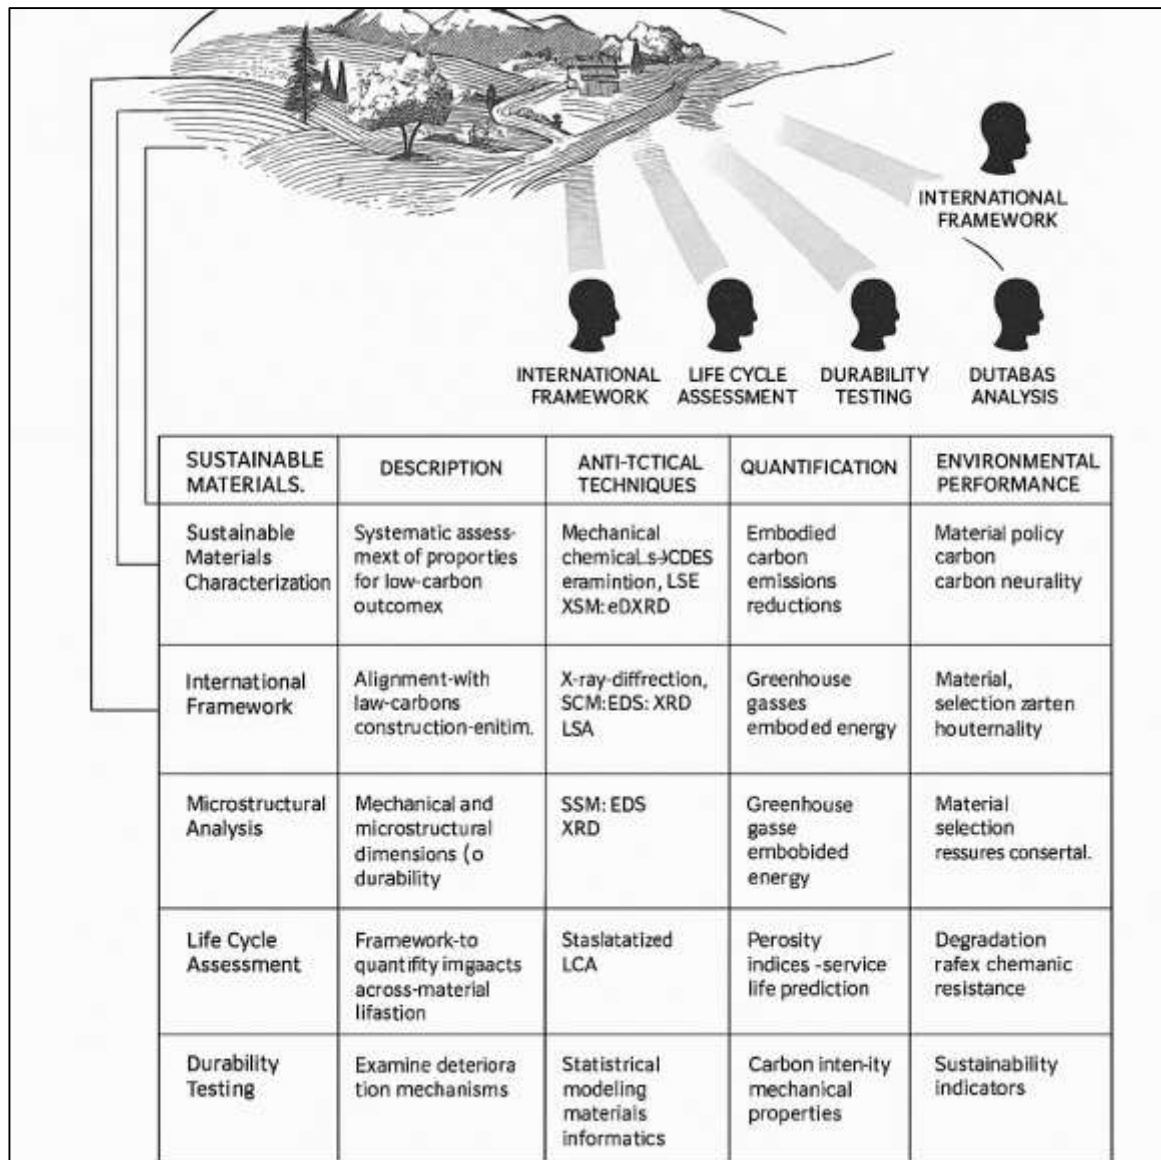 INTERNATIONAL
FRAMEWORK
INTERNATIONAL
FRAMEWORK
LIFE CYCLE
ASSESSMENT
DURABILITY
TESTING
DUTABAS
ANALYSIS
SUSTAINABLE
MATERIALS.
DESCRIPTION
ANTI-TCTICAL
TECHNIQUES
QUANTIFICATION
ENVIRONMENTAL
PERFORMANCE
Sustainable
Materials
Characterization
Systematic assess-
mext of proporties
for low-carbon
outcomex
Mechanical
chemical.s→CDES
eramintion, LSE
XSM: eDXRD
Embodied
carbon
emissions
reductions
Material policy
carbon
carbon neurality
International
Framework
Alignment-with
law-carbons
construction-enitim.
X-ray-diffrection,
SCM: EDS: XRD
LSA
Greenhouse
gasses
emboded energy
Material,
selection zarten
houternality
Microstructural
Analysis
Mechanical and
microstructural
dimensions (o
durability
SSM: EDS
XRD
Greenhouse
gasse
embobided
energy
Material
selection
ressures consertal.
Life Cycle
Assessment
Framework-to
quantifity imgaacts
across-material
lifastion
Staslatatized
LCA
Perosity
indices -service
life prediction
Degradation
rafex chemanic
resistance
Durability
Testing
Examine deteriora
tion mechanisms
Statistrical
modeling
materials
informatics
Carbon inten-ity
mechanical
properties
Sustainability
indicators